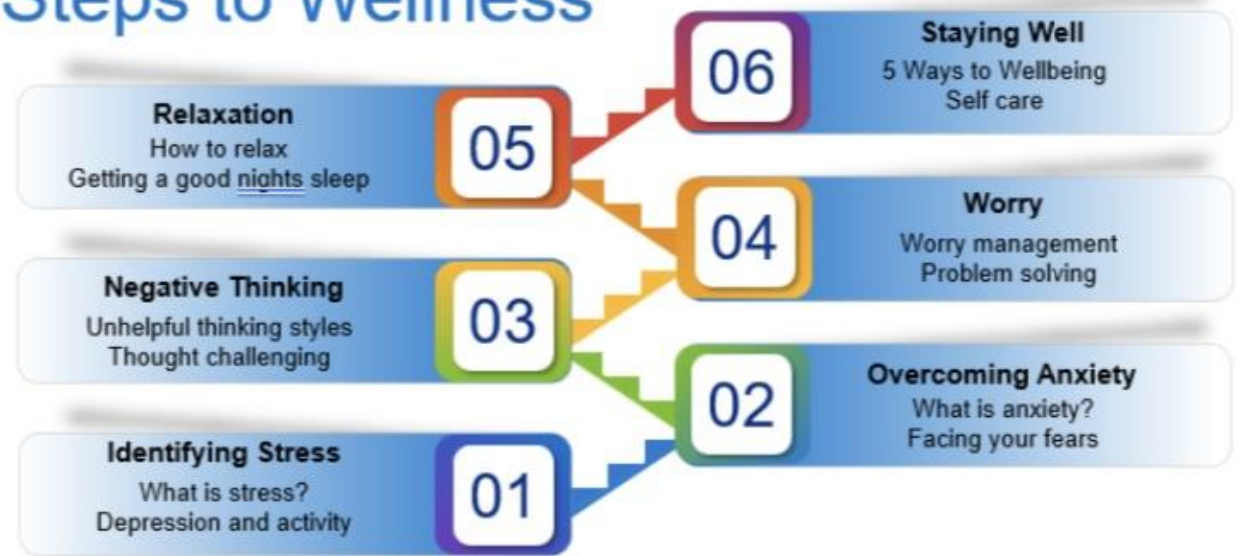 Steps to Wellness
06
Staying Well
5 Ways to Wellbeing
Self care
05
Relaxation
How to relax
Getting a good nights sleep
04
Worry
Worry management
Problem solving
03
Negative Thinking
Unhelpful thinking styles
Thought challenging
02
Overcoming Anxiety
What is anxiety?
Facing your fears
01
Identifying Stress
What is stress?
Depression and activity